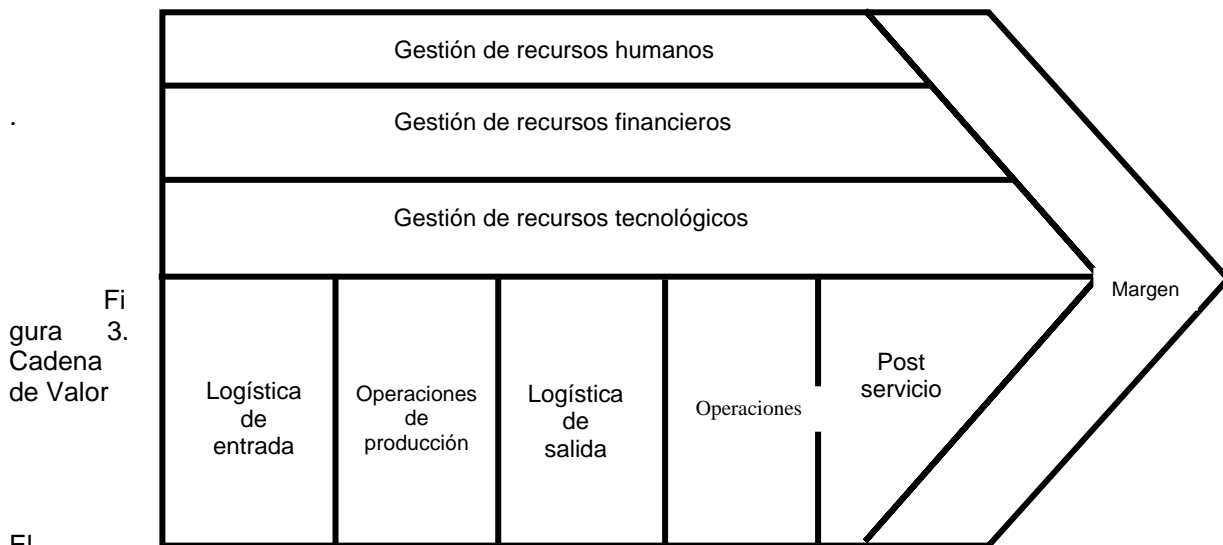 Gestión de recursos humanos
.
Gestión de recursos financieros
Gestión de recursos tecnológicos
Fi
gura 3.
Cadena
de Valor
Logística
de
entrada
Operaciones
de
producción
Logística
de
salida
Operaciones
Post
servicio
Margen